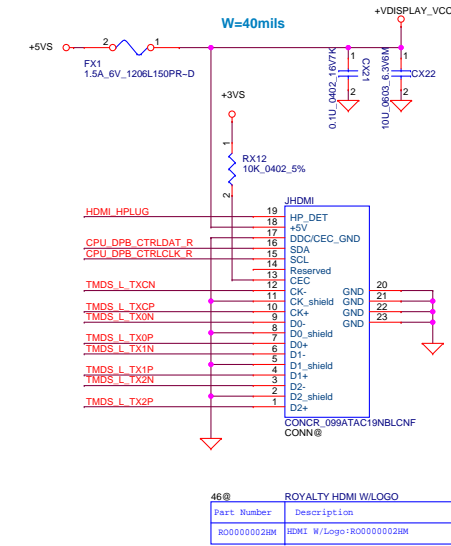 W=40mils
+VDISPLAY_VCC
+5VS
2
1
FX1
1.5A_6V_1206L150PR~D
1
2
CX21
0.1U_0402_16V7K
1
2
CX22
10U_0603_6.3V6M
+3VS
1
2
RX12
10K_0402_5%
JHDMI
HDMI_HPLUG 19 HP_DET
18 +5V
17 DDC/CEC_GND
CPU_DPB_CTRLDAT_R 16 SDA
CPU_DPB_CTRLCLK_R 15 SCL
14 Reserved
13 CEC
TMDS_L_TXCN 12 CK- GND 20
11 CK_shield GND 21
TMDS_L_TXCP 10 CK+ GND 22
TMDS_L_TX0N 9 D0- GND 23
8 D0_shield
TMDS_L_TX0P 7 D0+
TMDS_L_TX1N 6 D1-
5 D1_shield
TMDS_L_TX1P 4 D1+
TMDS_L_TX2N 3 D2-
2 D2_shield
TMDS_L_TX2P 1 D2+
CONCR_099ATAC19NBLCNF
CONN@
46@ ROYALTY HDMI W/LOGO
Part Number Description
RO0000002HM HDMI W/Logo:RO0000002HM